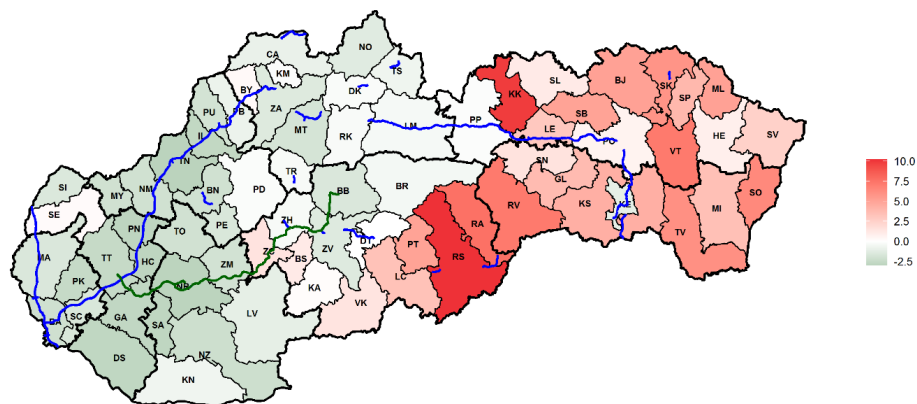 NO
CA
KM
TS
BY
DK
PU
PB
ZA
IL
MT
LM
RK
TN
PP
KK
SL
BJ
SK
SP
ML
SB
LE
PO
HE
SV
VT
SI
MY
NM
BN
PD
TR
BB
BR
SN
GL
KE
KS
RV
MI
SO
TV
SE
PN
TO
PE
ZH
ZV
DT
PT
RA
RS
LC
MA
TT
HC
ZM
ZC
BS
KA
VK
PK
NR
LV
BA
SC
GA
SA
DS
NZ
KN
10.0
7.5
5.0
2.5
0.0
-2.5